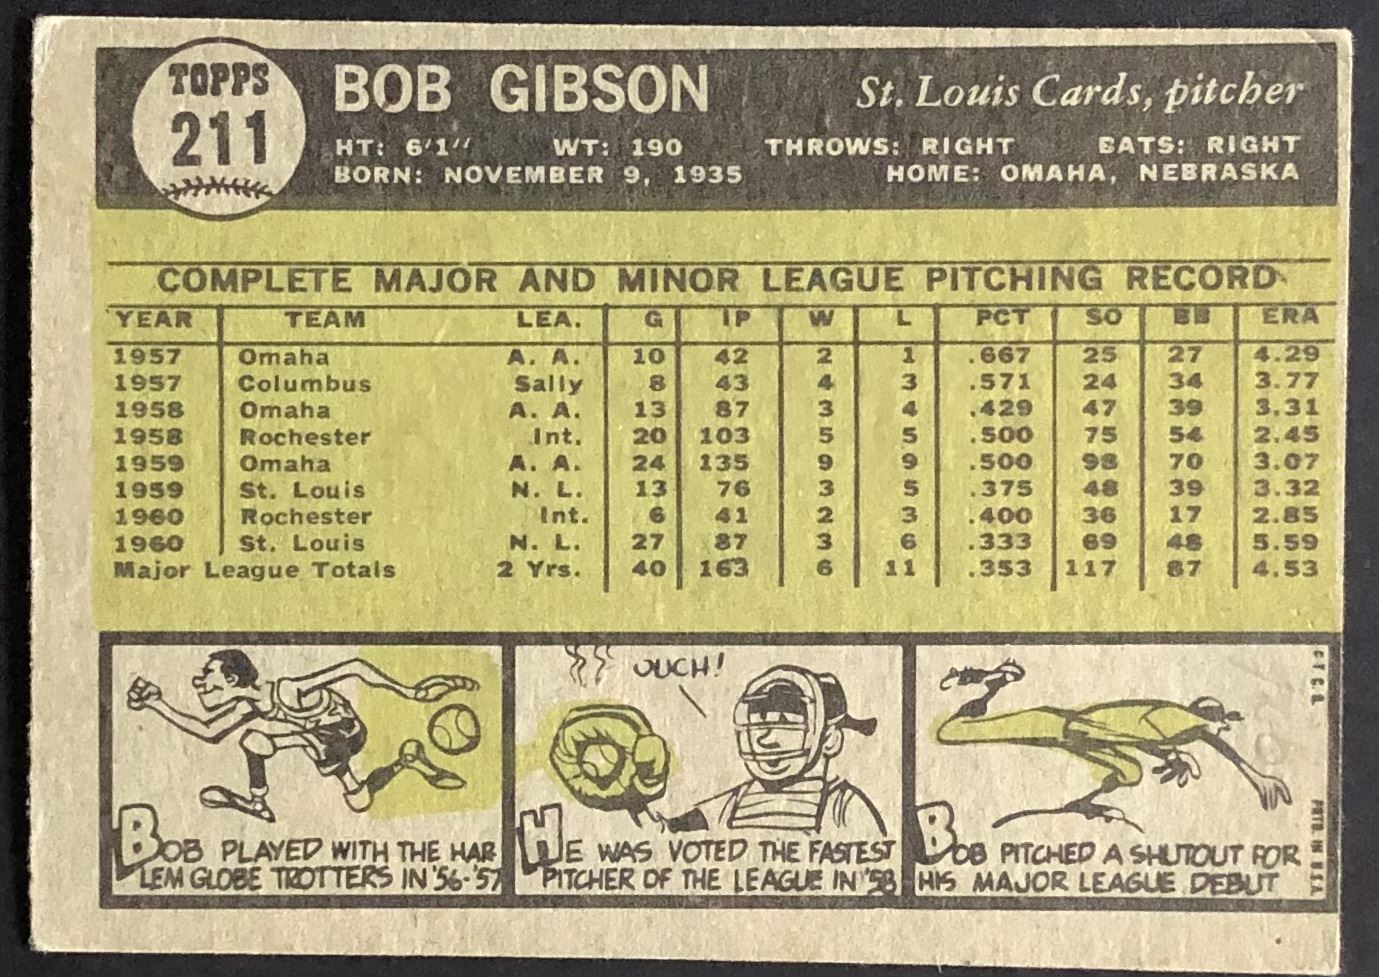 TOPPS
211
BOB GIBSON
St. Louis Cards, pitcher
HT: 6'1" WT: 190 THROWS: RIGHT BATS: RIGHT
BORN: NOVEMBER 9, 1935 HOME: OMAHA, NEBRASKA
COMPLETE MAJOR AND MINOR LEAGUE PITCHING RECORD
YEAR TEAM LEA. G IP W L PCT SO BB ERA
1957 Omaha A. A. 10 42 2 1 .667 25 27 4.29
1957 Columbus Sally 8 43 4 3 .571 24 34 3.77
1958 Omaha A. A. 13 87 3 4 .429 47 39 3.31
1958 Rochester Int. 20 103 5 5 .500 75 54 2.45
1959 Omaha A. A. 24 135 9 9 .500 98 70 3.07
1959 St. Louis N. L. 13 76 3 5 .375 48 39 3.32
1960 Rochester Int. 6 41 2 3 .400 36 17 2.85
1960 St. Louis N. L. 27 87 3 6 .333 69 48 5.59
Major League Totals 2 Yrs. 40 163 6 11 .353 117 87 4.53
BOB PLAYED WITH THE HAR
LEM GLOBE TROTTERS IN '56-'57
OUCH!
HE WAS VOTED THE FASTEST
PITCHER OF THE LEAGUE IN '58
BOB PITCHED A SHUTOUT FOR
HIS MAJOR LEAGUE DEBUT